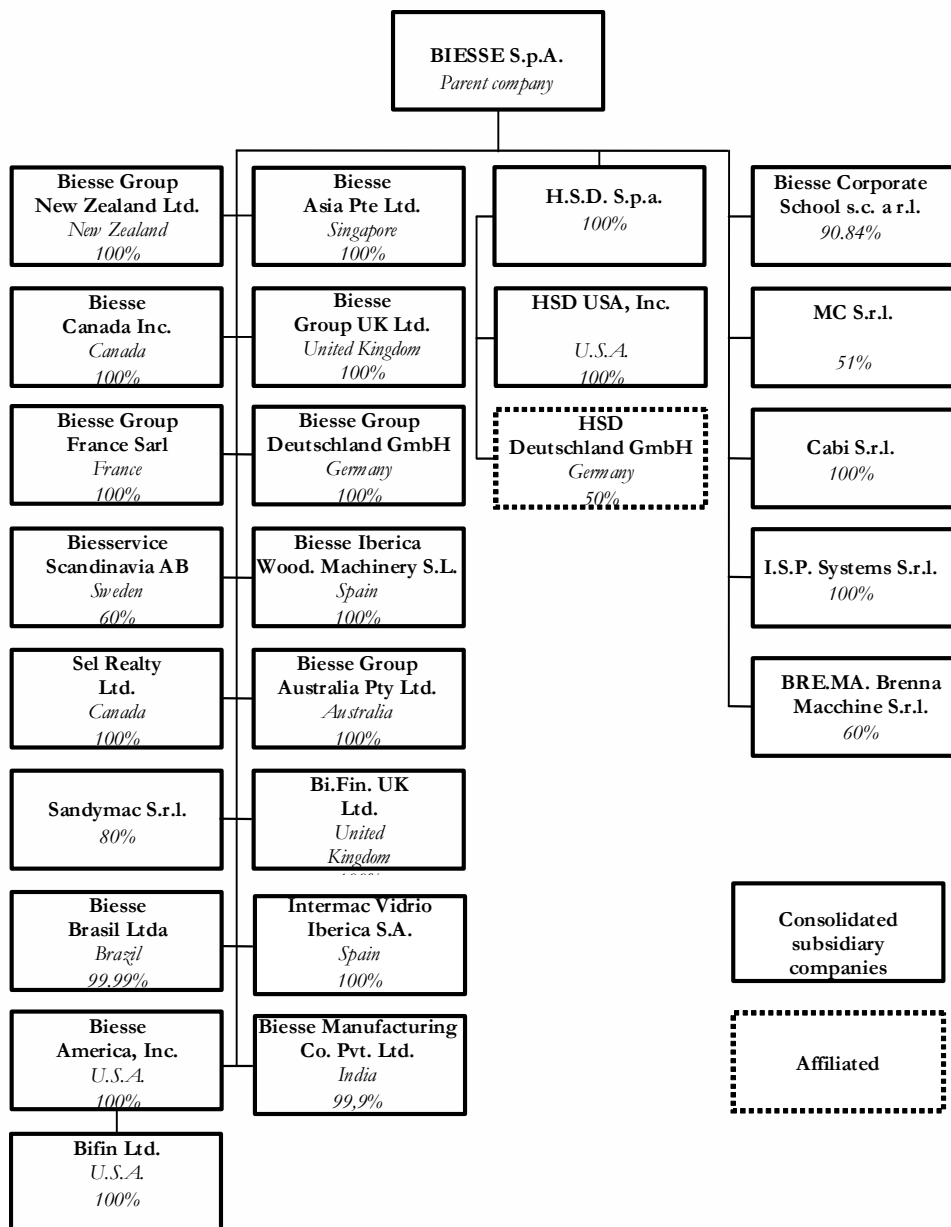 BIESSE S.p.A.
Parent company
Biesse Group
New Zealand Ltd.
New Zealand
100%
Biesse
Asia Pte Ltd.
Singapore
100%
H.S.D. S.p.a.
100%
Biesse Corporate
School s.c. a r.l.
90.84%
Biesse
Canada Inc.
Canada
100%
Biesse
Group UK Ltd.
United Kingdom
100%
HSD USA, Inc.
U.S.A.
100%
MC S.r.l.
51%
Biesse Group
France Sarl
France
100%
Biesse Group
Deutschland GmbH
Germany
100%
HSD
Deutschland GmbH
Germany
50%
Cabi S.r.l.
100%
Biesservice
Scandinavia AB
Sweden
60%
Biesse Iberica
Wood. Machinery S.L.
Spain
100%
I.S.P. Systems S.r.l.
100%
Sel Realty
Ltd.
Canada
100%
Biesse Group
Australia Pty Ltd.
Australia
100%
BRE.MA. Brenna
Macchine S.r.l.
60%
Sandymac S.r.l.
80%
Bi.Fin. UK
Ltd.
United
Kingdom
Biesse
Brasil Ltda
Brazil
99.99%
Intermac Vidrio
Iberica S.A.
Spain
100%
Consolidated
subsidiary
companies
Biesse
America, Inc.
U.S.A.
100%
Biesse Manufacturing
Co. Pvt. Ltd.
India
99,9%
Affiliated
Bifin Ltd.
U.S.A.
100%